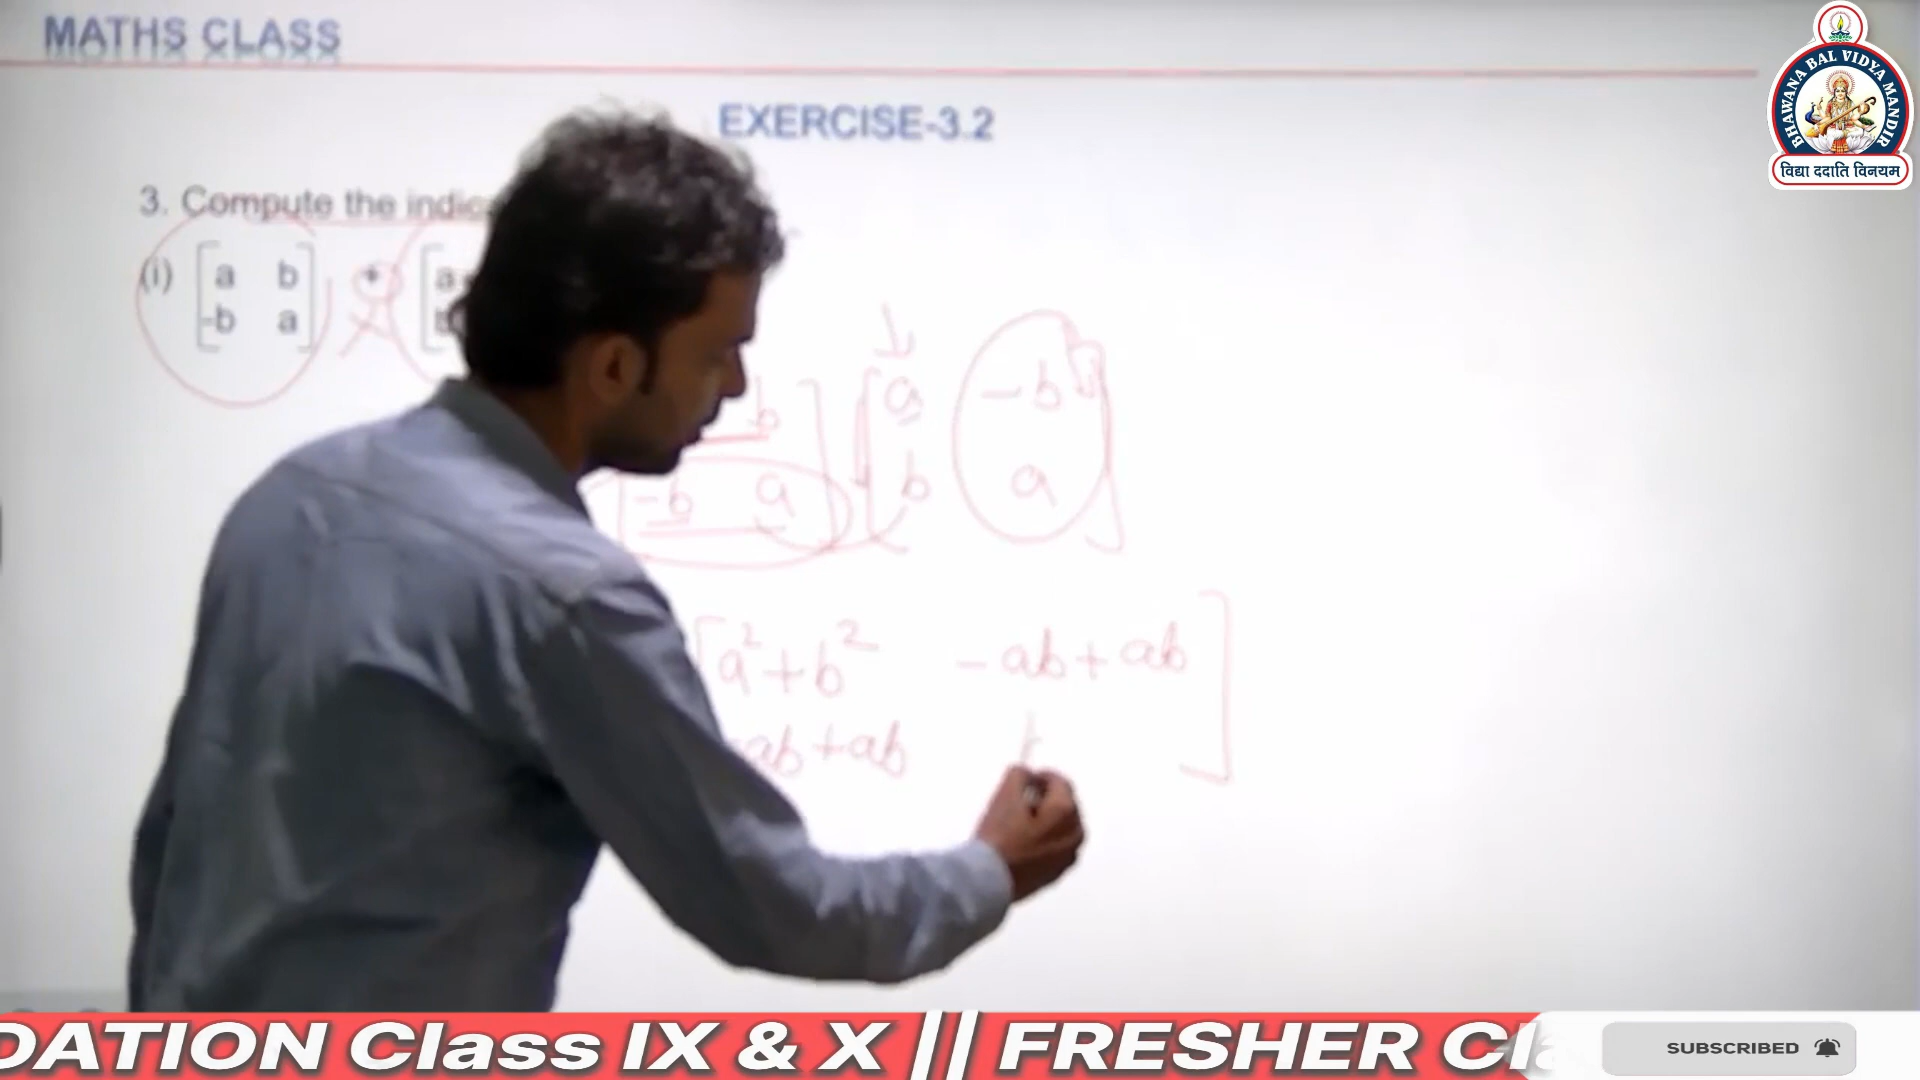 MATHS CLASS
BHAWANA BAL VIDYA MANDIR
विद्या ददाति विनयम
EXERCISE-3.2
3. Compute the indic
(i) [a b] + [a
-b a] [b
b] [a -b]
-b a] [b a]
[a²+b² -ab+ab]
-ab+ab b
DATION Class IX & X || FRESHER Cla
SUBSCRIBED